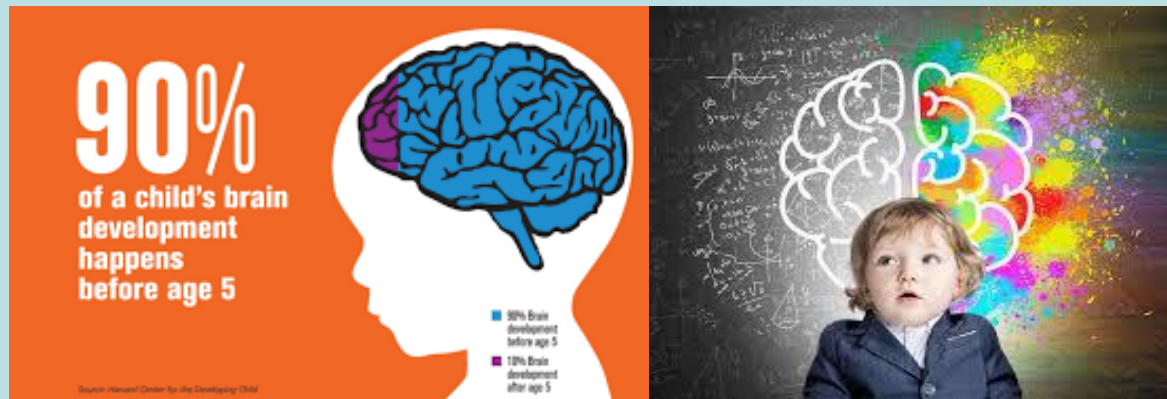 90%
of a child's brain
development
happens
before age 5
90% Brain
development
before age 5
10% Brain
development
after age 5
Source: Harvard Center for the Developing Child